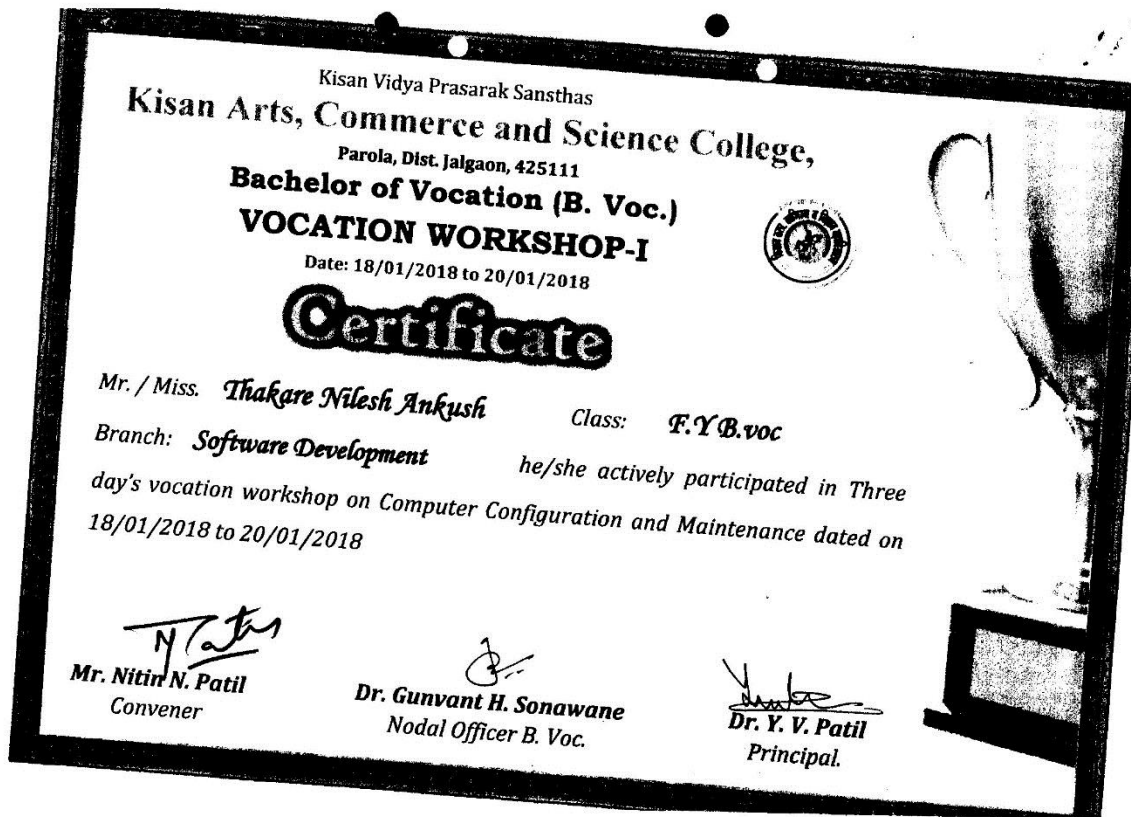 Kisan Vidya Prasarak Sansthas
Kisan Arts, Commerce and Science College,
Parola, Dist. Jalgaon, 425111
Bachelor of Vocation (B. Voc.)
VOCATION WORKSHOP-I
Date: 18/01/2018 to 20/01/2018
Certificate
Mr. / Miss. Thakare Nilesh Ankush Class: F.Y B.voc
Branch: Software Development he/she actively participated in Three
day's vocation workshop on Computer Configuration and Maintenance dated on
18/01/2018 to 20/01/2018
Mr. Nitin N. Patil
Convener
Dr. Gunvant H. Sonawane
Nodal Officer B. Voc.
Dr. Y. V. Patil
Principal.